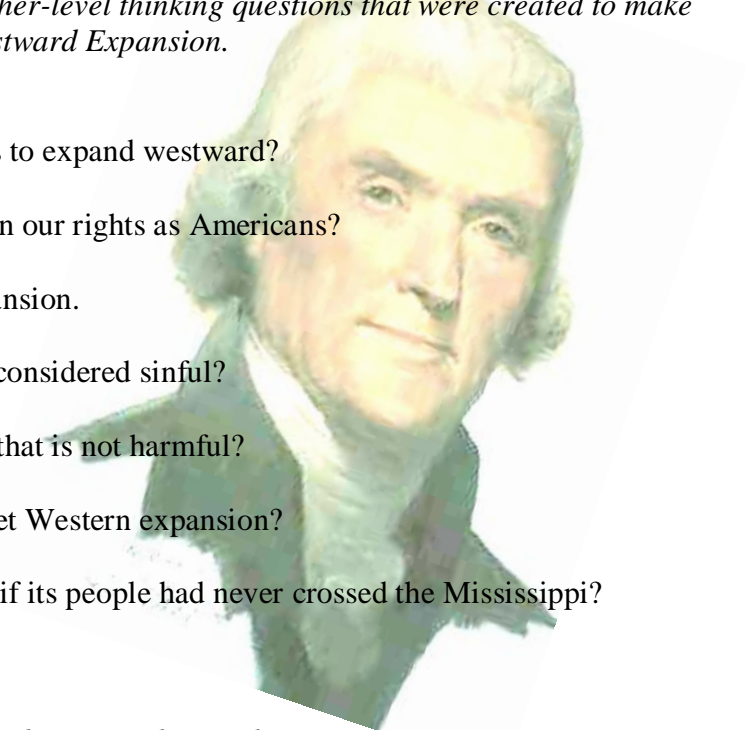 her-level thinking questions that were created to make
stward Expansion.
s to expand westward?
n our rights as Americans?
ansion.
considered sinful?
that is not harmful?
et Western expansion?
if its people had never crossed the Mississippi?